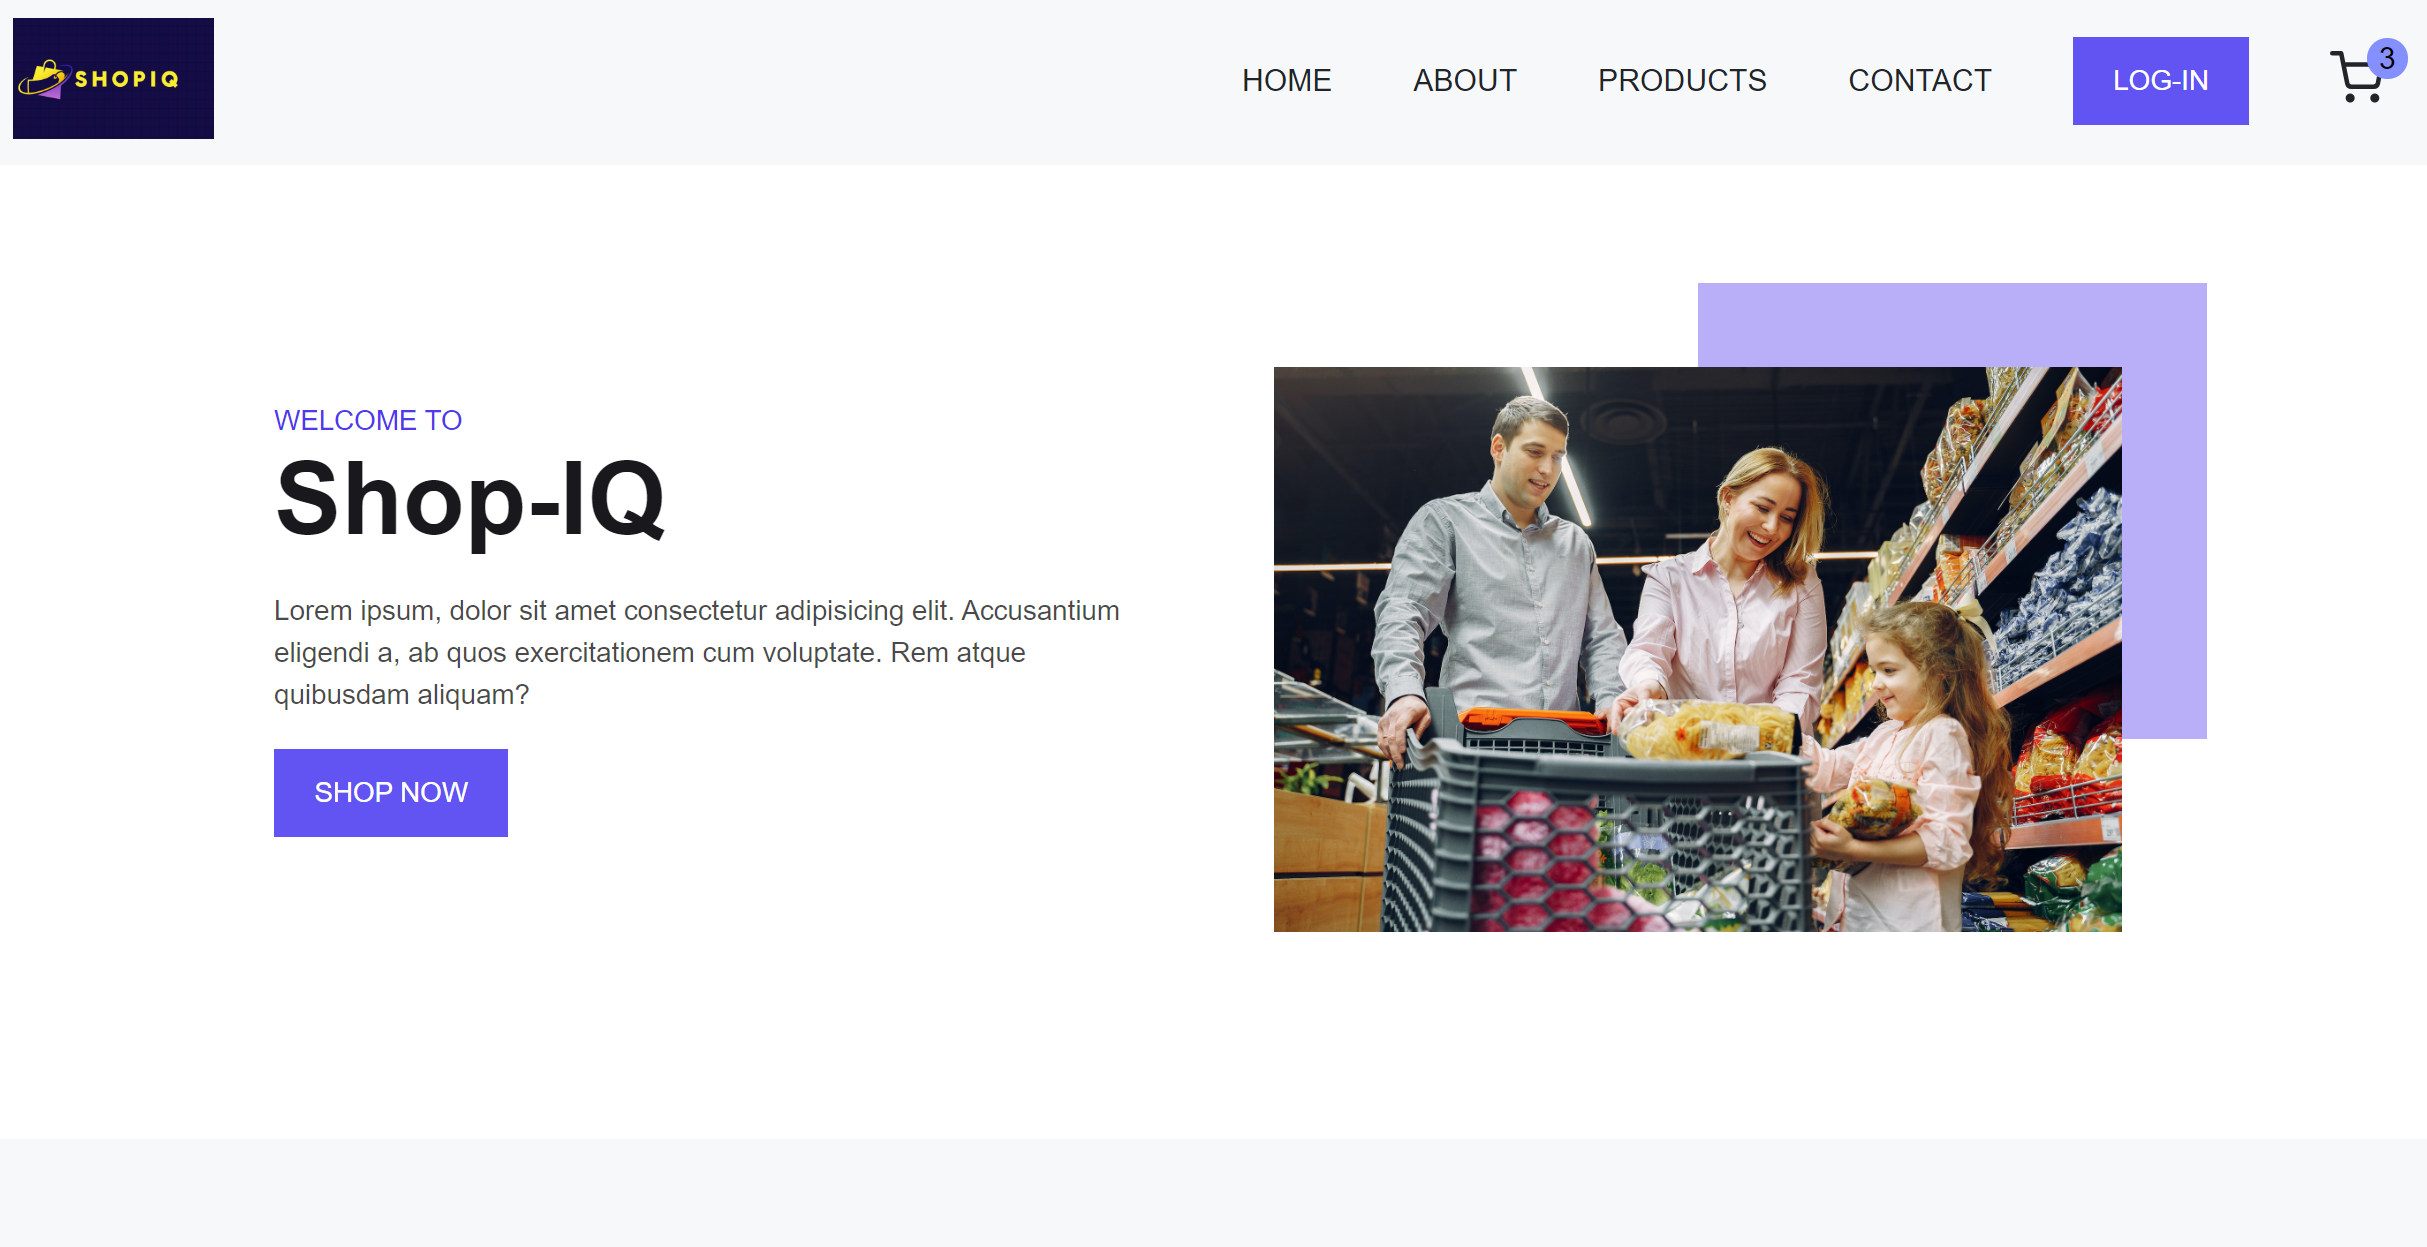 SHOPIQ
HOME
ABOUT
PRODUCTS
CONTACT
LOG-IN
3
WELCOME TO
Shop-IQ
Lorem ipsum, dolor sit amet consectetur adipisicing elit. Accusantium
eligendi a, ab quos exercitationem cum voluptate. Rem atque
quibusdam aliquam?
SHOP NOW